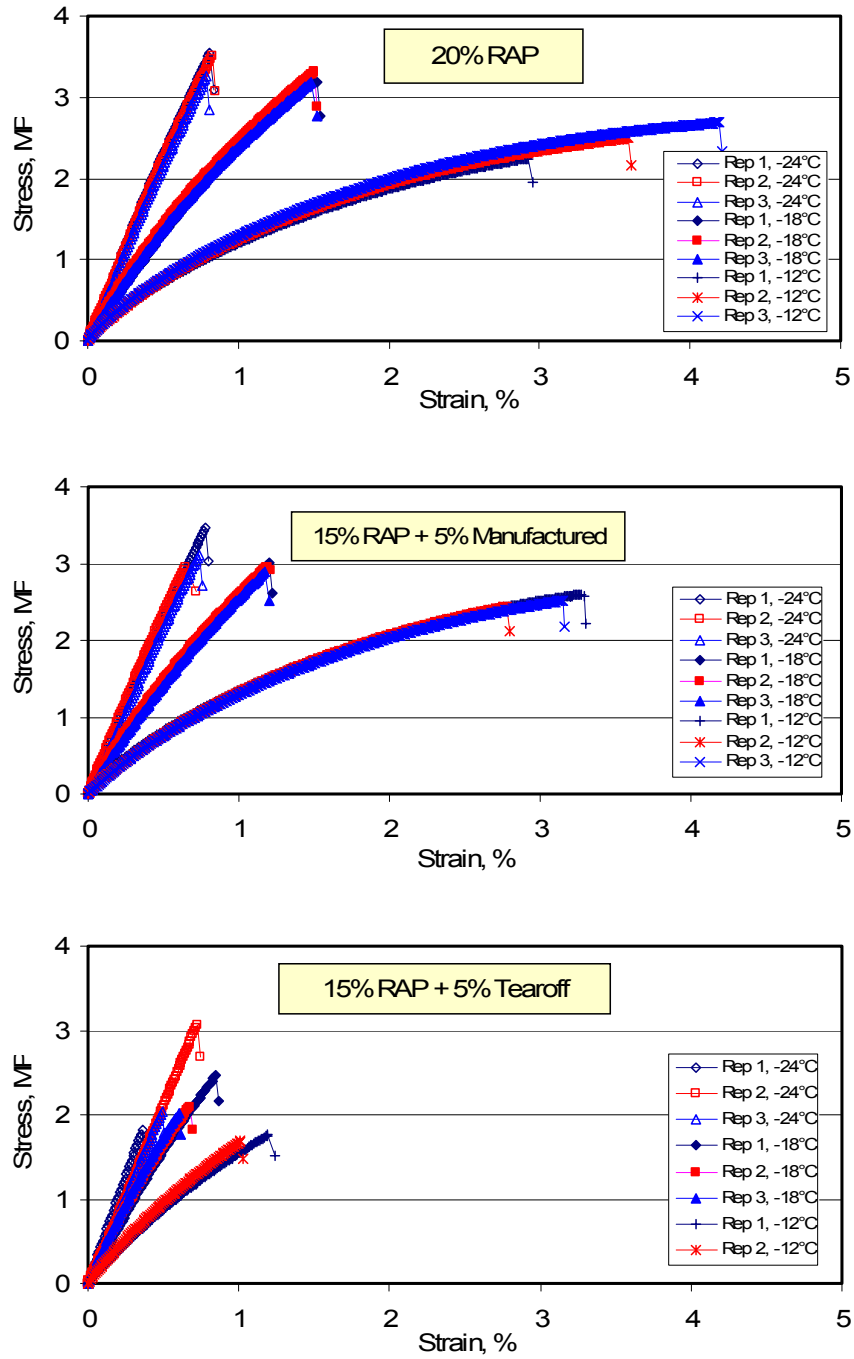 20% RAP
4
3
2
1
0
Stress, MF
Rep 1, -24°C
Rep 2, -24°C
Rep 3, -24°C
Rep 1, -18°C
Rep 2, -18°C
Rep 3, -18°C
Rep 1, -12°C
Rep 2, -12°C
Rep 3, -12°C
0 1 2 3 4 5
Strain, %
15% RAP + 5% Manufactured
4
3
2
1
0
Stress, MF
Rep 1, -24°C
Rep 2, -24°C
Rep 3, -24°C
Rep 1, -18°C
Rep 2, -18°C
Rep 3, -18°C
Rep 1, -12°C
Rep 2, -12°C
Rep 3, -12°C
0 1 2 3 4 5
Strain, %
15% RAP + 5% Tearoff
4
3
2
1
0
Stress, MF
Rep 1, -24°C
Rep 2, -24°C
Rep 3, -24°C
Rep 1, -18°C
Rep 2, -18°C
Rep 3, -18°C
Rep 1, -12°C
Rep 2, -12°C
0 1 2 3 4 5
Strain, %